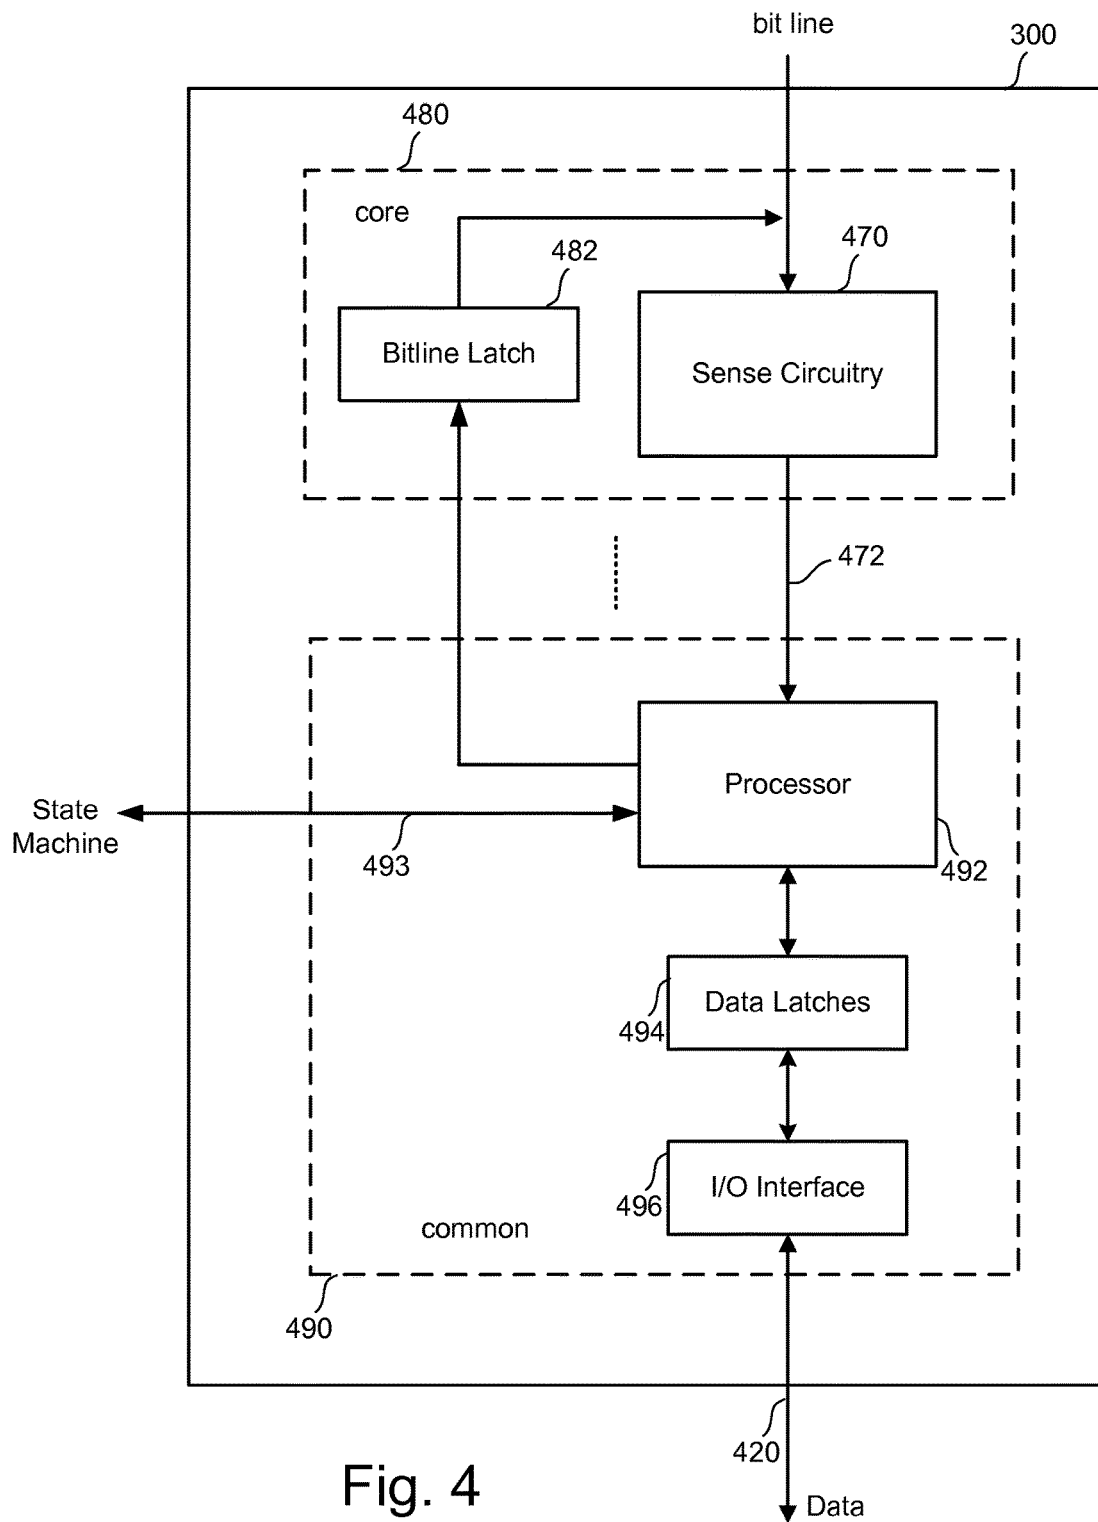 bit line
300
480
core
482
470
Bitline Latch
Sense Circuitry
472
Processor
State
Machine
493
492
Data Latches
494
I/O Interface
496
common
490
420
Fig. 4
Data